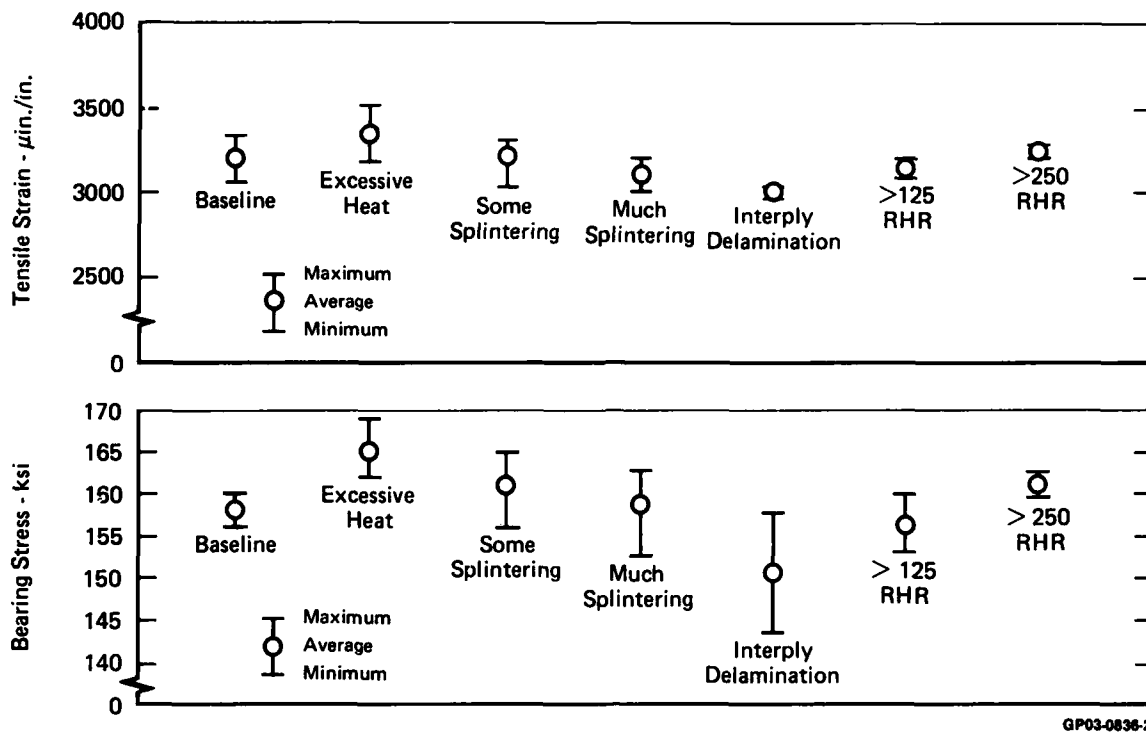 4000
3500
3000
2500
0
Tensile Strain - μin./in.
Baseline
Excessive
Heat
Some
Splintering
Much
Splintering
Interply
Delamination
>125
RHR
>250
RHR
Maximum
Average
Minimum
170
165
160
155
150
145
140
0
Bearing Stress - ksi
Baseline
Excessive
Heat
Some
Splintering
Much
Splintering
Interply
Delamination
> 125
RHR
> 250
RHR
Maximum
Average
Minimum